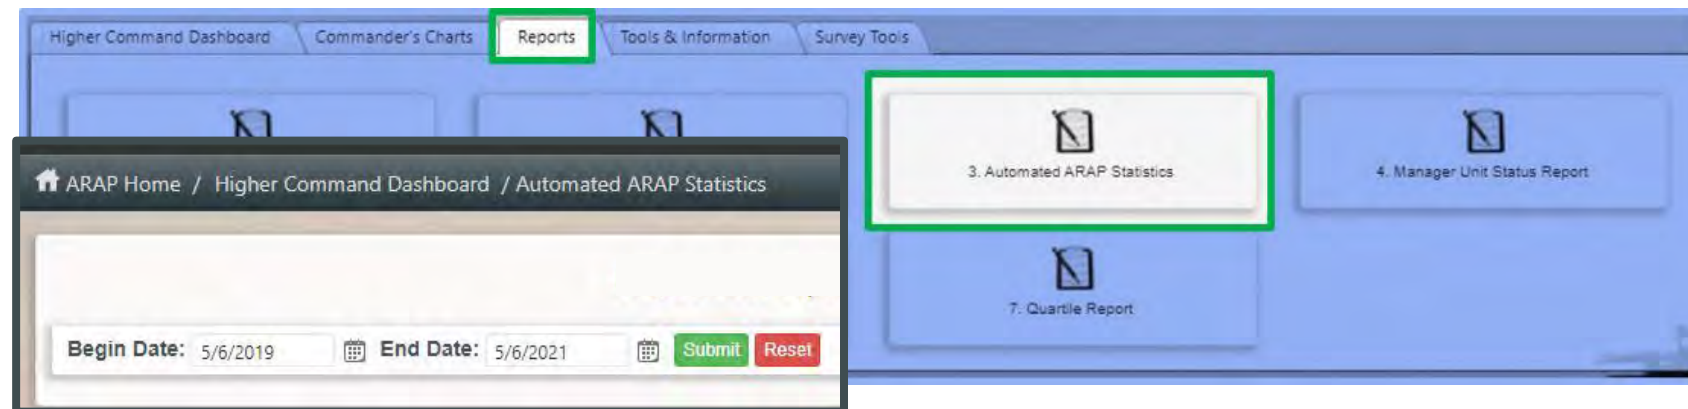 Higher Command Dashboard Commander's Charts Reports Tools & Information Survey Tools
3. Automated ARAP Statistics
4. Manager Unit Status Report
7. Quartile Report
ARAP Home / Higher Command Dashboard / Automated ARAP Statistics
Begin Date: 5/6/2019 End Date: 5/6/2021 Submit Reset